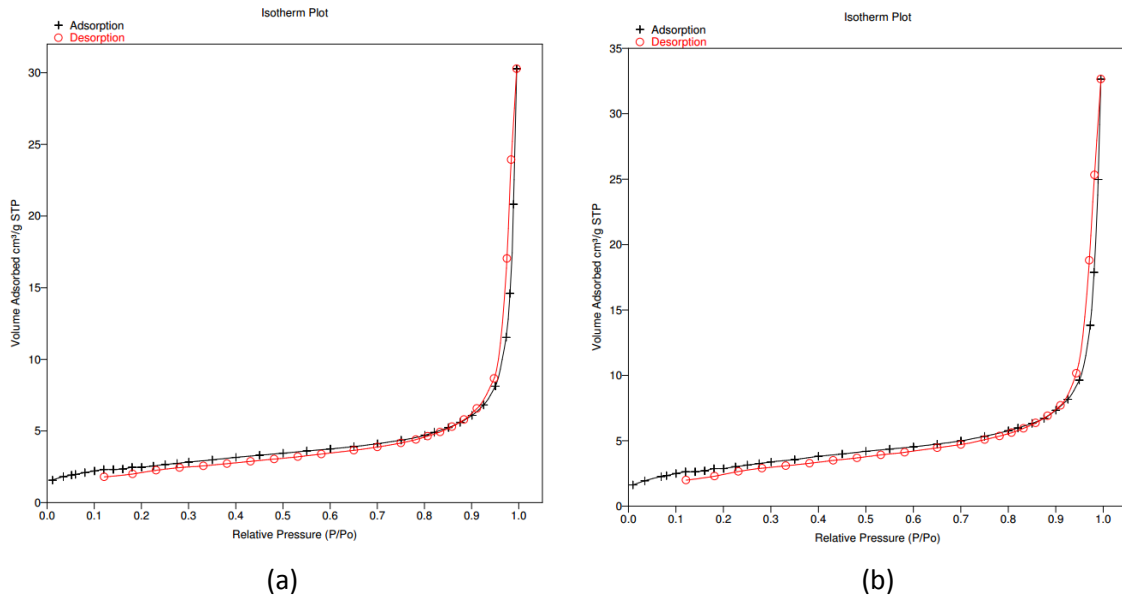 Isotherm Plot
Adsorption
Desorption
Volume Adsorbed cm³/g STP
30
25
20
15
10
5
0
0.0 0.1 0.2 0.3 0.4 0.5 0.6 0.7 0.8 0.9 1.0
Relative Pressure (P/Po)
(a)
Isotherm Plot
Adsorption
Desorption
Volume Adsorbed cm³/g STP
35
30
25
20
15
10
5
0
0.0 0.1 0.2 0.3 0.4 0.5 0.6 0.7 0.8 0.9 1.0
Relative Pressure (P/Po)
(b)